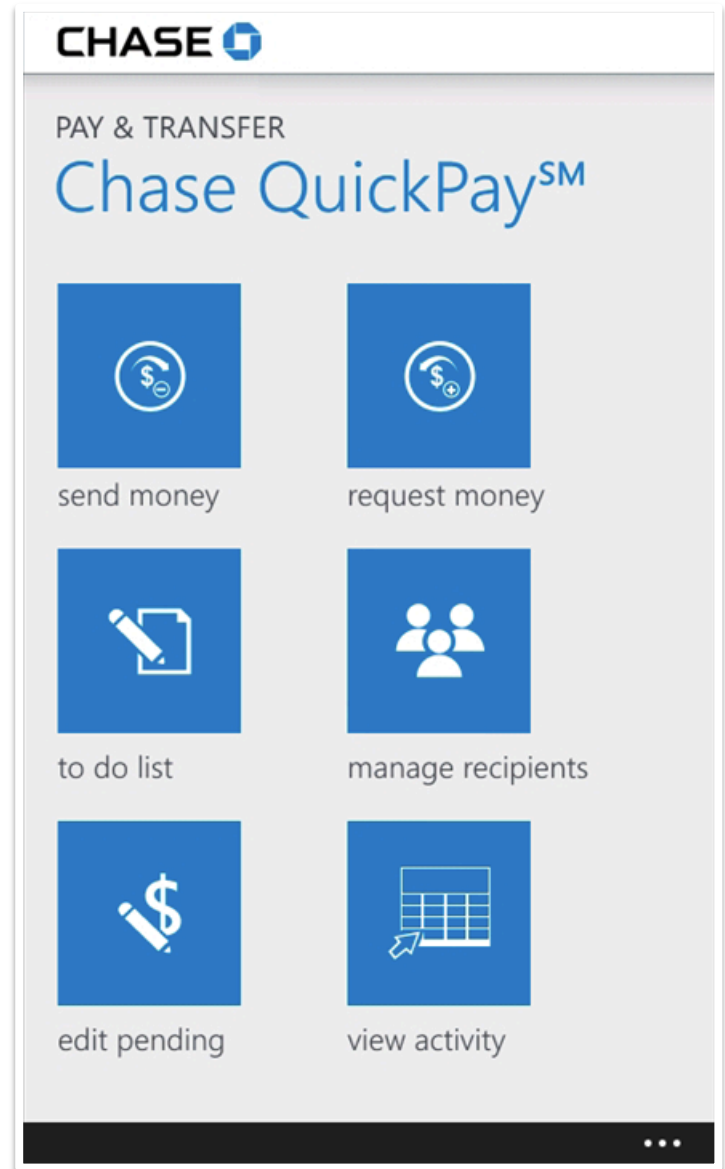 CHASE
PAY & TRANSFER
Chase QuickPay℠
send money
request money
to do list
manage recipients
edit pending
view activity